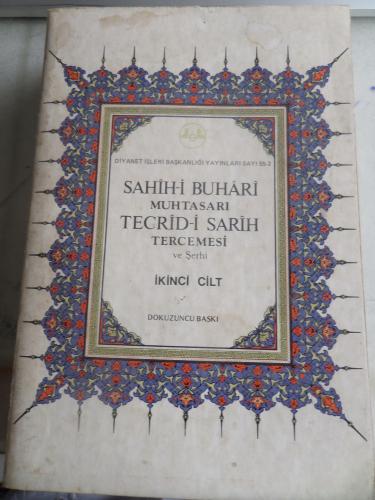 DİYANET İŞLERİ BAŞKANLIĞI YAYINLARI SAYI 55-2
SAHÎH-İ BUHÂRÎ
MUHTASARI
TECRÎD-İ SARÎH
TERCEMESİ
ve Şerhi
İKİNCİ CİLT
DOKUZUNCU BASKI